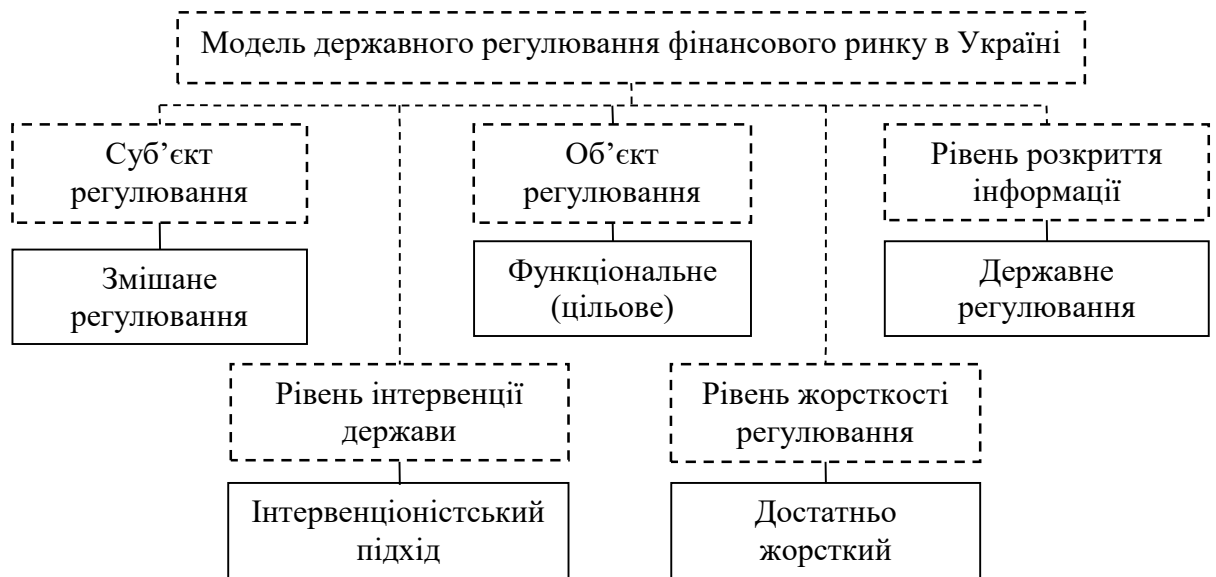 Модель державного регулювання фінансового ринку в Україні
Суб’єкт
регулювання
Об’єкт
регулювання
Рівень розкриття
інформації
Змішане
регулювання
Функціональне
(цільове)
Державне
регулювання
Рівень інтервенції
держави
Рівень жорсткості
регулювання
Інтервенціоністський
підхід
Достатньо
жорсткий